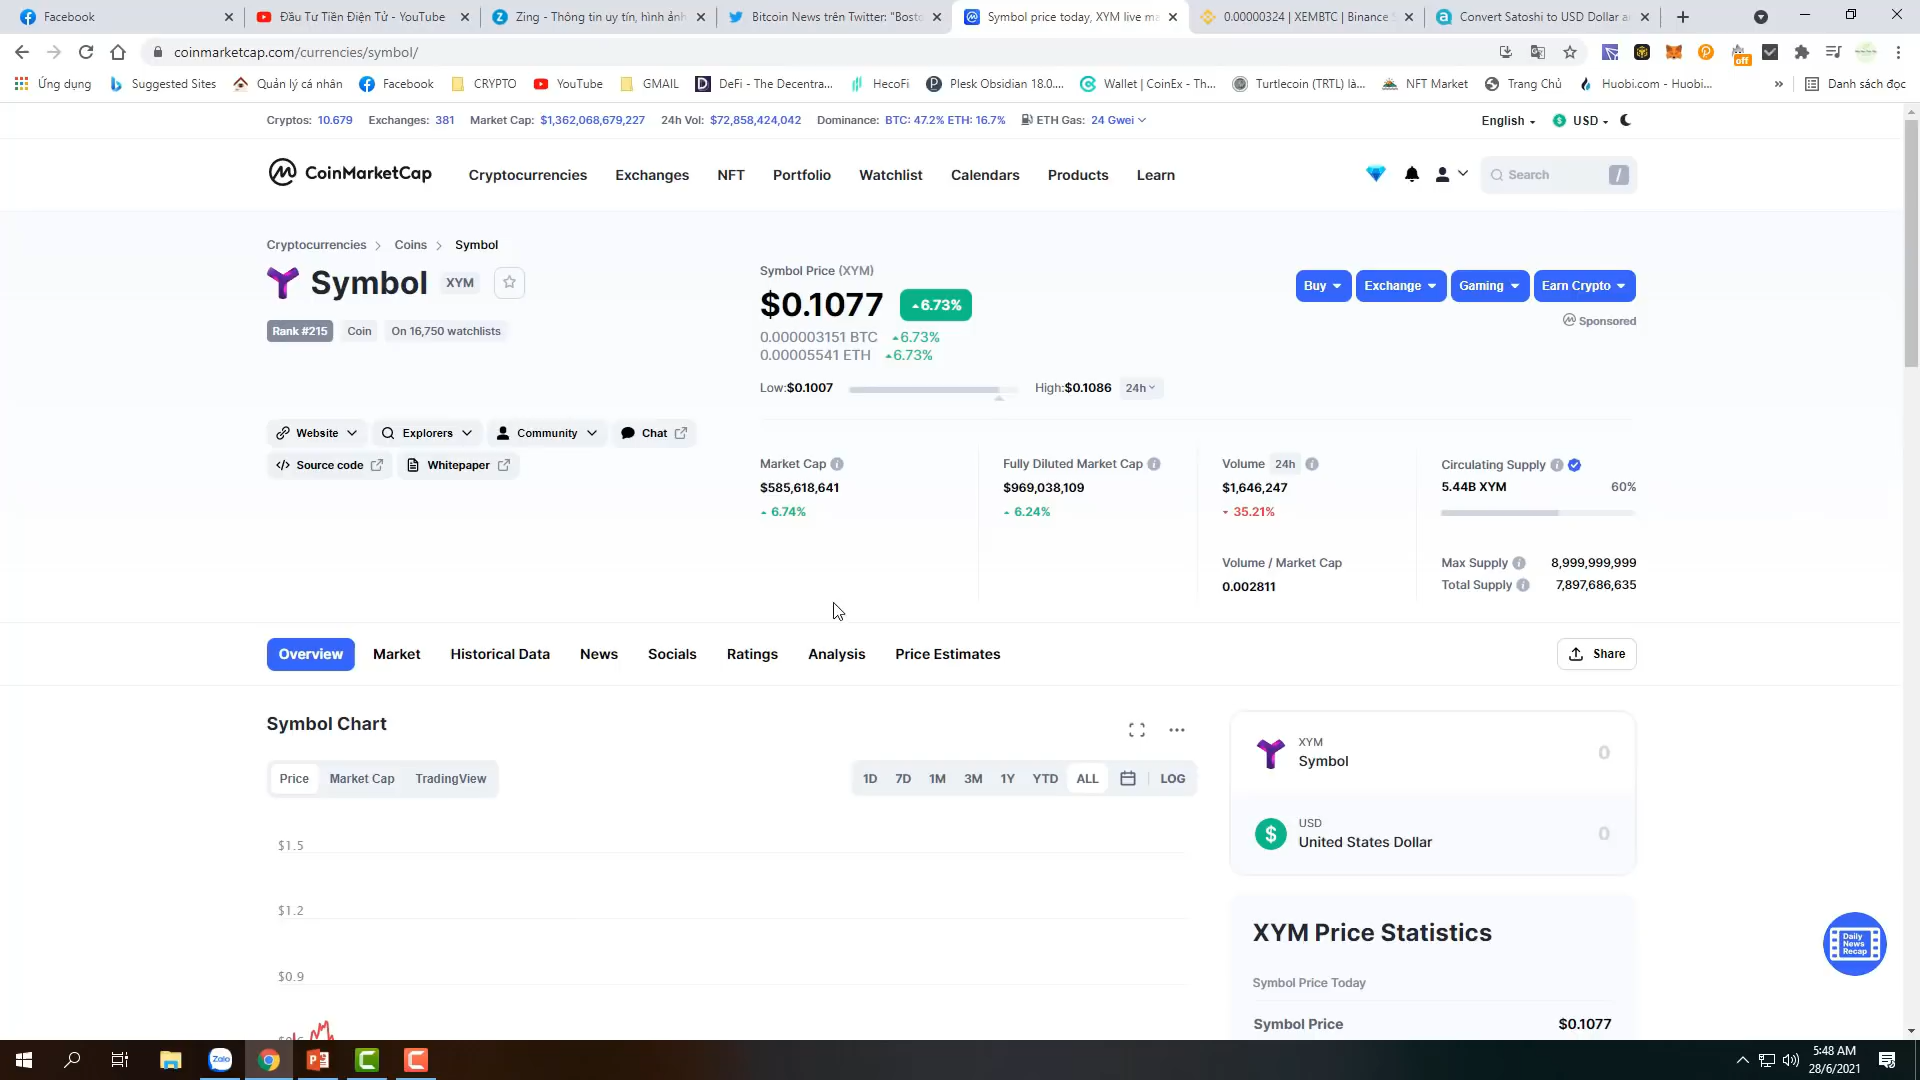 Facebook
Đầu Tư Tiền Điện Tử - YouTube
Zing - Thông tin uy tín, hình ảnh
Bitcoin News trên Twitter: "Bosto
Symbol price today, XYM live ma
0.00000324 | XEMBTC | Binance S
Convert Satoshi to USD Dollar a
coinmarketcap.com/currencies/symbol/
off
Ứng dụng
Suggested Sites
Quản lý cá nhân
Facebook
CRYPTO
YouTube
GMAIL
DeFi - The Decentra...
HecoFi
Plesk Obsidian 18.0....
Wallet | CoinEx - Th...
Turtlecoin (TRTL) là...
NFT Market
Trang Chủ
Huobi.com - Huobi...
»
Danh sách đọc
Cryptos: 10.679 Exchanges: 381 Market Cap: $1,362,068,679,227 24h Vol: $72,858,424,042 Dominance: BTC: 47.2% ETH: 16.7% ETH Gas: 24 Gwei
English
USD
CoinMarketCap
Cryptocurrencies
Exchanges
NFT
Portfolio
Watchlist
Calendars
Products
Learn
Search
/
Cryptocurrencies > Coins > Symbol
Symbol XYM
Rank #215
Coin
On 16,750 watchlists
Website
Explorers
Community
Chat
Source code
Whitepaper
Symbol Price (XYM)
$0.1077 6.73%
0.000003151 BTC 6.73%
0.00005541 ETH 6.73%
Low:$0.1007
High:$0.1086 24h
Buy
Exchange
Gaming
Earn Crypto
Sponsored
Market Cap
$585,618,641
6.74%
Fully Diluted Market Cap
$969,038,109
6.24%
Volume 24h
$1,646,247
35.21%
Volume / Market Cap
0.002811
Circulating Supply
5.44B XYM 60%
Max Supply 8,999,999,999
Total Supply 7,897,686,635
Overview
Market
Historical Data
News
Socials
Ratings
Analysis
Price Estimates
Share
Symbol Chart
Price
Market Cap
TradingView
1D
7D
1M
3M
1Y
YTD
ALL
LOG
$1.5
$1.2
$0.9
XYM
Symbol
0
USD
United States Dollar
0
XYM Price Statistics
Symbol Price Today
Symbol Price $0.1077
Daily
News
Recap
Zalo
5:48 AM
28/6/2021